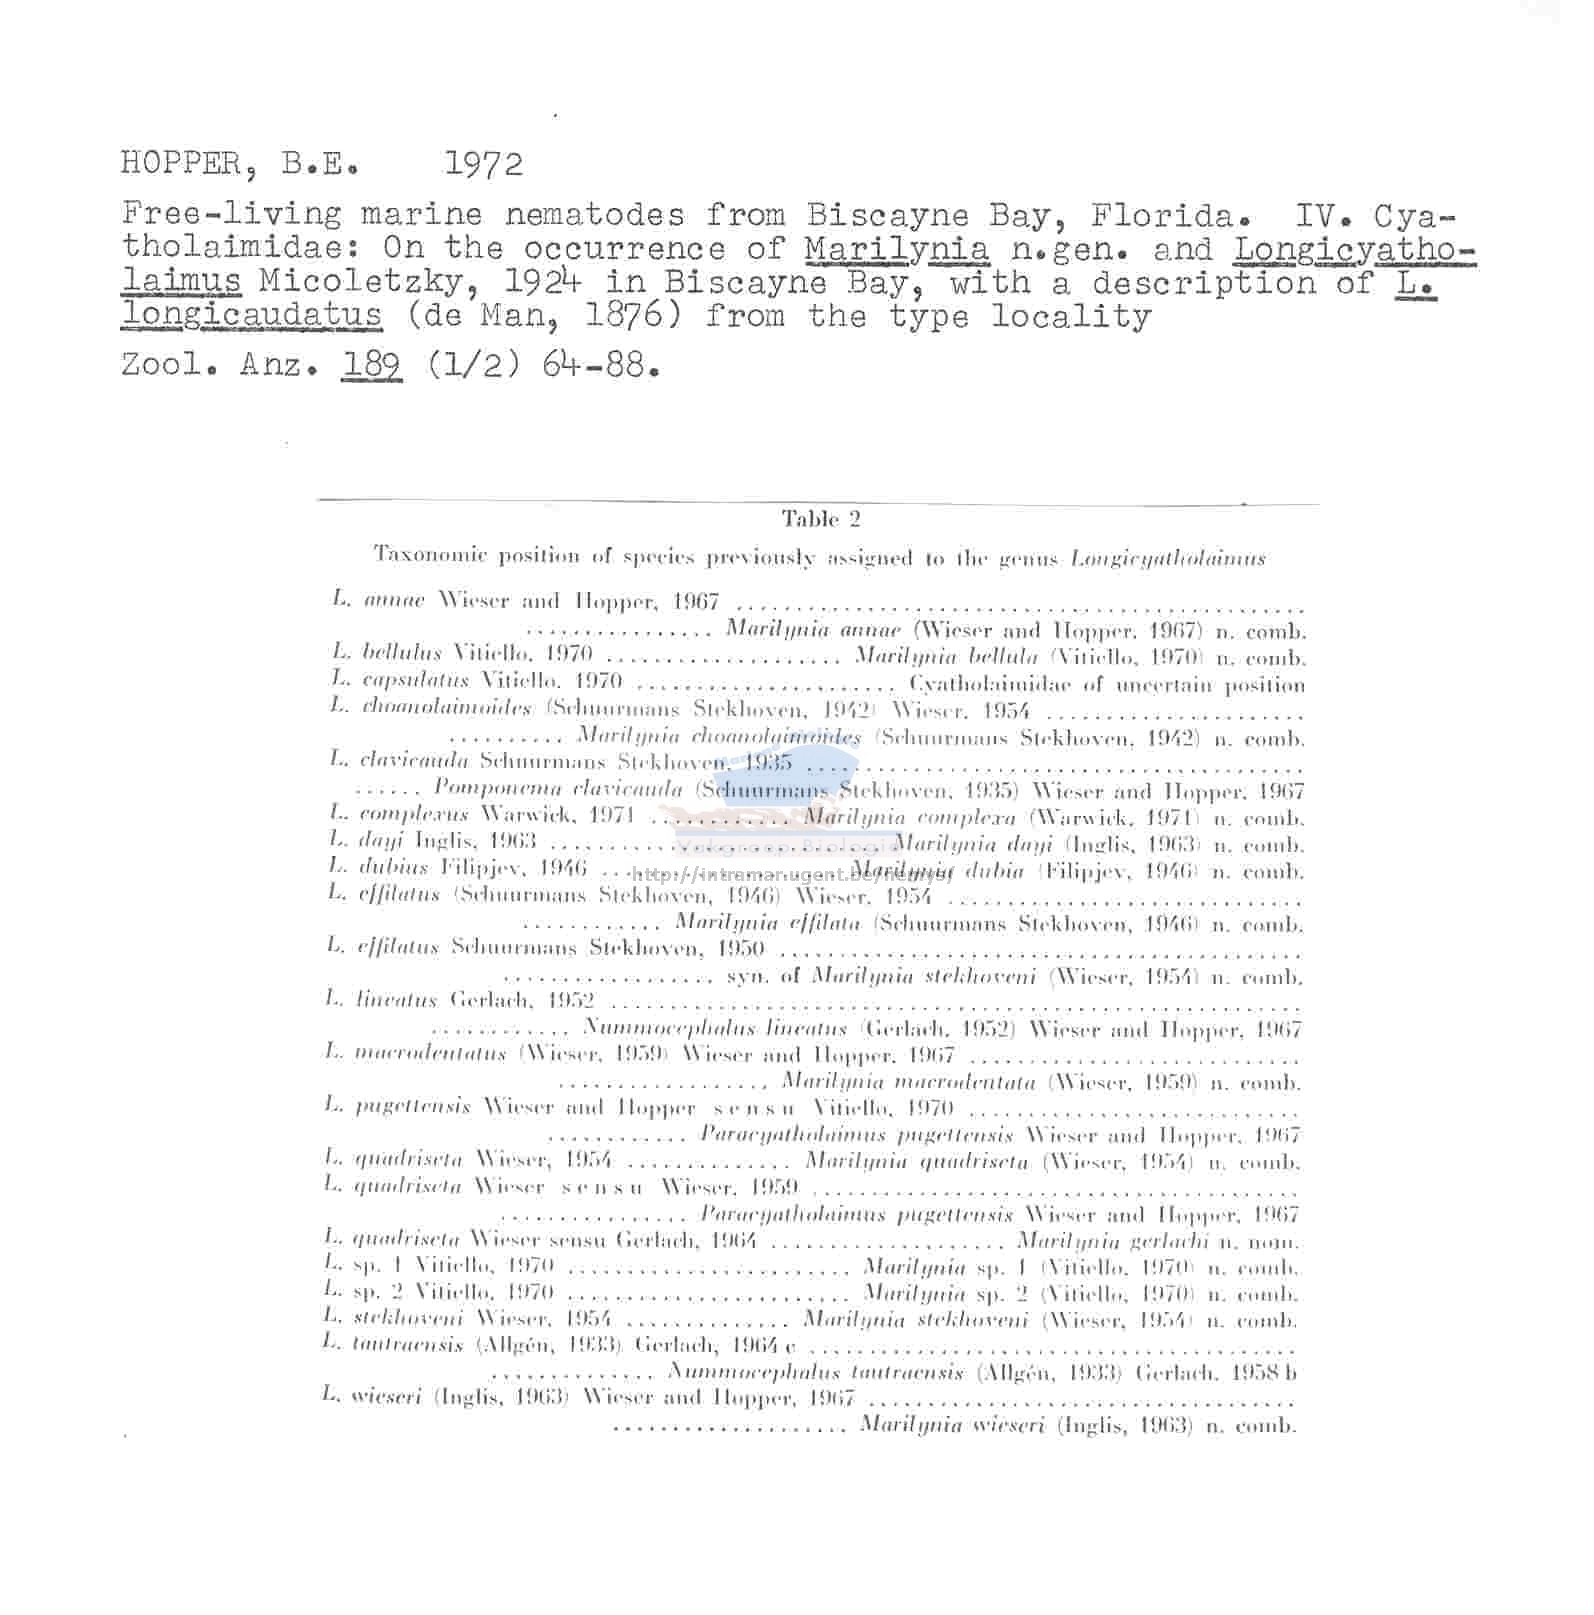 HOPPER, B.E. 1972
Free-living marine nematodes from Biscayne Bay, Florida. IV. Cya-
tholaimidae: On the occurrence of Marilynia n.gen. and Longicyatho-
laimus Micoletzky, 1924 in Biscayne Bay, with a description of L.
longicaudatus (de Man, 1876) from the type locality
Zool. Anz. 189 (1/2) 64-88.
Table 2
Taxonomic position of species previously assigned to the genus Longicyatholaimus
L. annae Wieser and Hopper, 1967 ................................................
................ Marilynia annae (Wieser and Hopper, 1967) n. comb.
L. bellulus Vitiello, 1970 .................... Marilynia bellula (Vitiello, 1970) n. comb.
L. capsulatus Vitiello, 1970 ...................... Cyatholaimidae of uncertain position
L. choanolaimoides (Schuurmans Stekhoven, 1942) Wieser, 1954 ......................
.......... Marilynia choanolaimoides (Schuurmans Stekhoven, 1942) n. comb.
L. clavicauda Schuurmans Stekhoven, 1935 ..........................................
...... Pomponema clavicauda (Schuurmans Stekhoven, 1935) Wieser and Hopper, 1967
L. complexus Warwick, 1971 ............ Marilynia complexa (Warwick, 1971) n. comb.
L. dayi Inglis, 1963 ............................ Marilynia dayi (Inglis, 1963) n. comb.
Vakgroep Biologie
L. dubius Filipjev, 1946 .................... Marilynia dubia (Filipjev, 1946) n. comb.
http://intramar.ugent.be/nemys/
L. effilatus (Schuurmans Stekhoven, 1946) Wieser, 1954 ..............................
............ Marilynia effilata (Schuurmans Stekhoven, 1946) n. comb.
L. effilatus Schuurmans Stekhoven, 1950 ............................................
.................. syn. of Marilynia stekhoveni (Wieser, 1954) n. comb.
L. lineatus Gerlach, 1952 ..........................................................
............ Nummocephalus lineatus (Gerlach, 1952) Wieser and Hopper, 1967
L. macrodentatus (Wieser, 1959) Wieser and Hopper, 1967 ............................
.................. Marilynia macrodentata (Wieser, 1959) n. comb.
L. pugettensis Wieser and Hopper sensu Vitiello, 1970 ............................
............ Paracyatholaimus pugettensis Wieser and Hopper, 1967
L. quadriseta Wieser, 1954 .............. Marilynia quadriseta (Wieser, 1954) n. comb.
L. quadriseta Wieser sensu Wieser, 1959 ..........................................
................ Paracyatholaimus pugettensis Wieser and Hopper, 1967
L. quadriseta Wieser sensu Gerlach, 1964 .................... Marilynia gerlachi n. nom.
L. sp. 1 Vitiello, 1970 ........................ Marilynia sp. 1 (Vitiello, 1970) n. comb.
L. sp. 2 Vitiello, 1970 ........................ Marilynia sp. 2 (Vitiello, 1970) n. comb.
L. stekhoveni Wieser, 1954 .............. Marilynia stekhoveni (Wieser, 1954) n. comb.
L. tautraensis (Allgén, 1933) Gerlach, 1964 c ..........................................
.............. Nummocephalus tautraensis (Allgén, 1933) Gerlach, 1958 b
L. wieseri (Inglis, 1963) Wieser and Hopper, 1967 ....................................
.................... Marilynia wieseri (Inglis, 1963) n. comb.